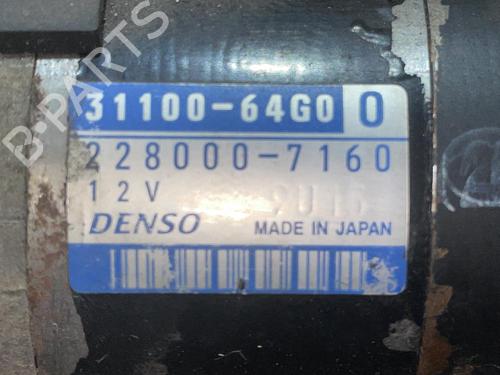 B-PARTS
31100-64G0 0
228000-7160
12V
DENSO MADE IN JAPAN